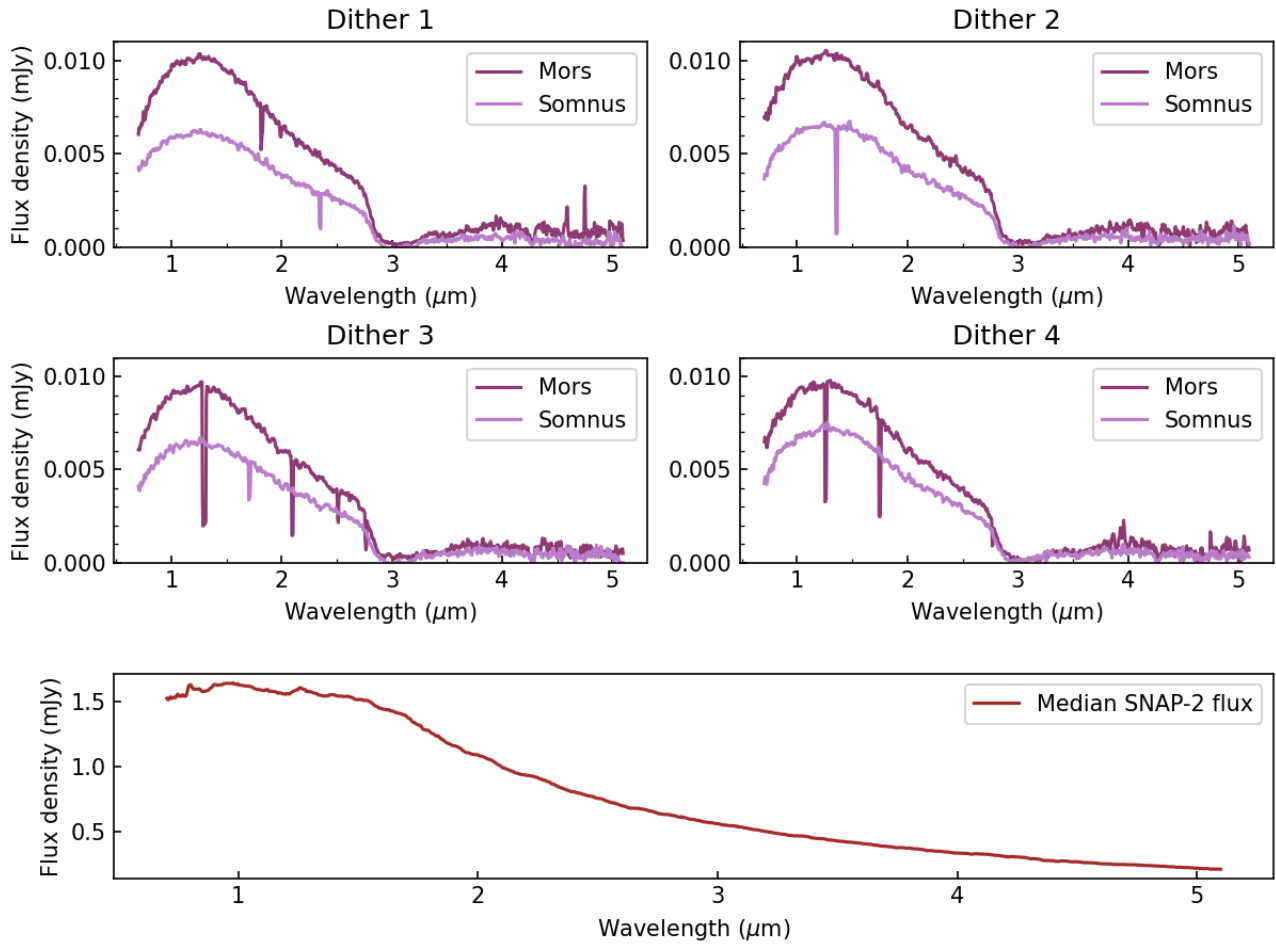 Dither 1
Dither 2
Flux density (mJy)
0.010
0.005
0.000
Mors
Somnus
1 2 3 4 5
Wavelength (μm)
0.010
0.005
0.000
Mors
Somnus
1 2 3 4 5
Wavelength (μm)
Dither 3
Dither 4
Flux density (mJy)
0.010
0.005
0.000
Mors
Somnus
1 2 3 4 5
Wavelength (μm)
0.010
0.005
0.000
Mors
Somnus
1 2 3 4 5
Wavelength (μm)
Flux density (mJy)
1.5
1.0
0.5
Median SNAP-2 flux
1 2 3 4 5
Wavelength (μm)